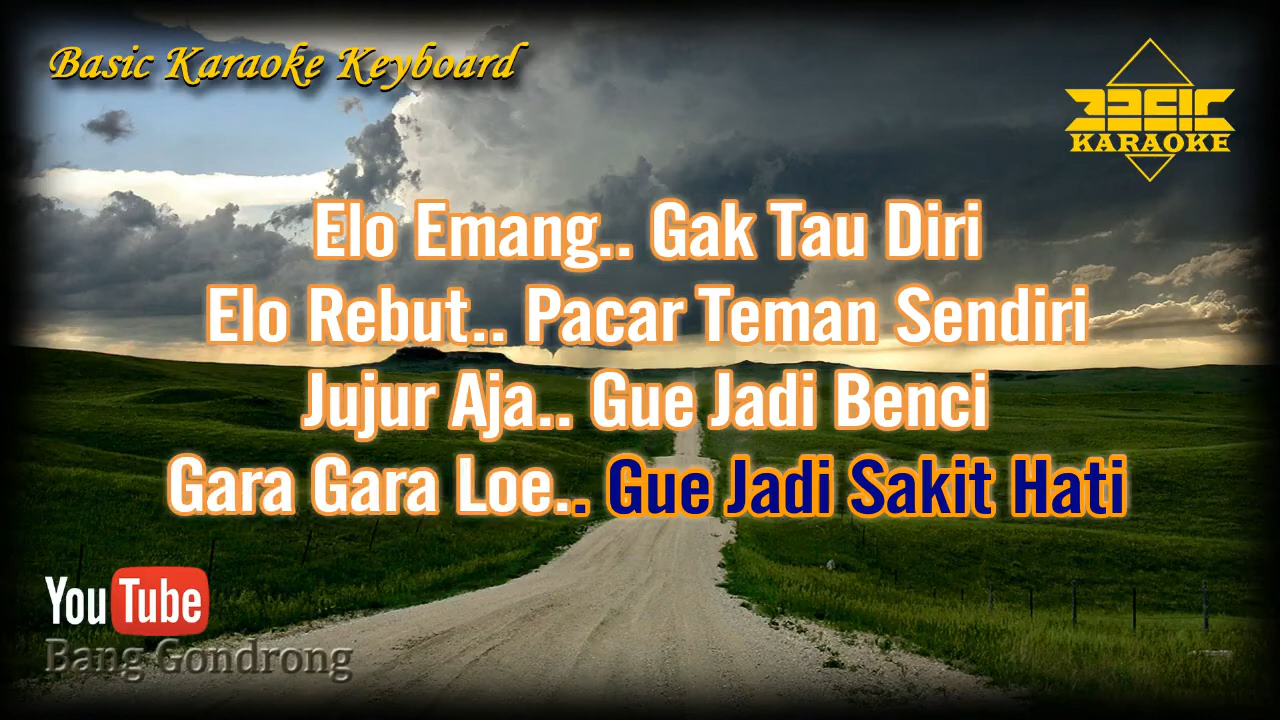 Basic Karaoke Keyboard
BASIC
KARAOKE
Elo Emang.. Gak Tau Diri
Elo Rebut.. Pacar Teman Sendiri
Jujur Aja.. Gue Jadi Benci
Gara Gara Loe.. Gue Jadi Sakit Hati
YouTube
Bang Gondrong